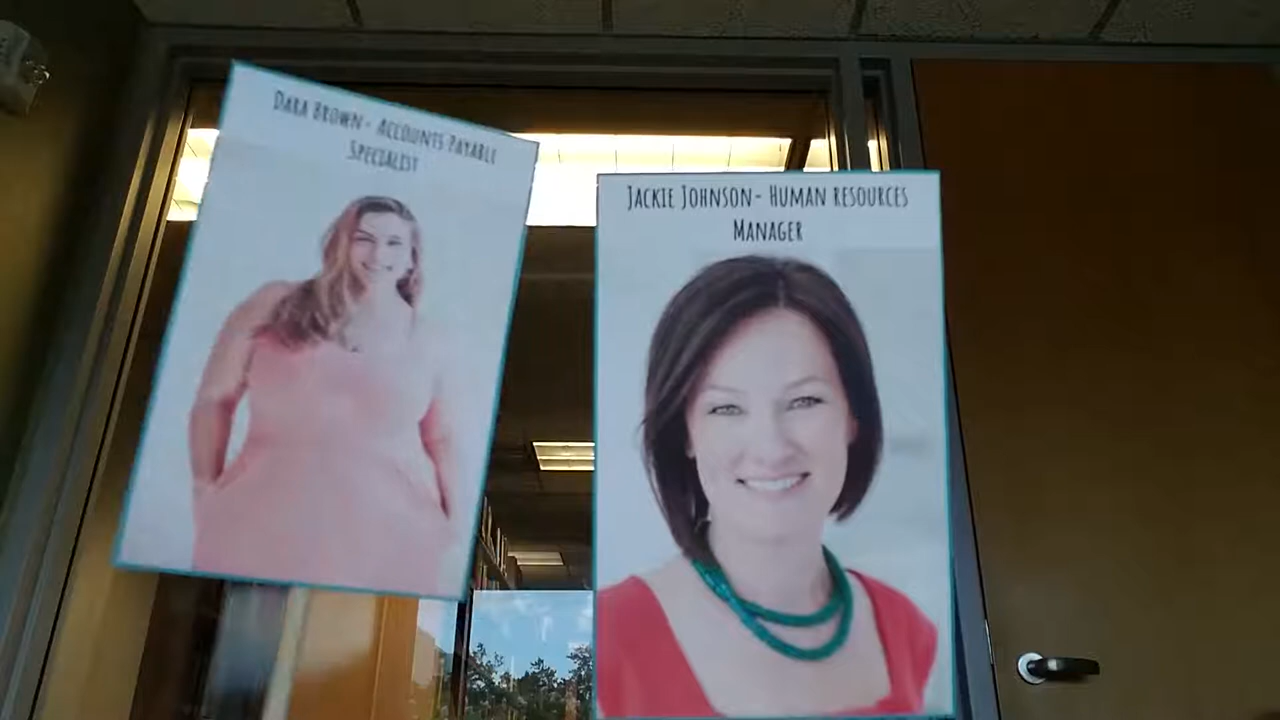 Dara Brown- Accounts Payable
Specialist
Jackie Johnson- Human resources
Manager